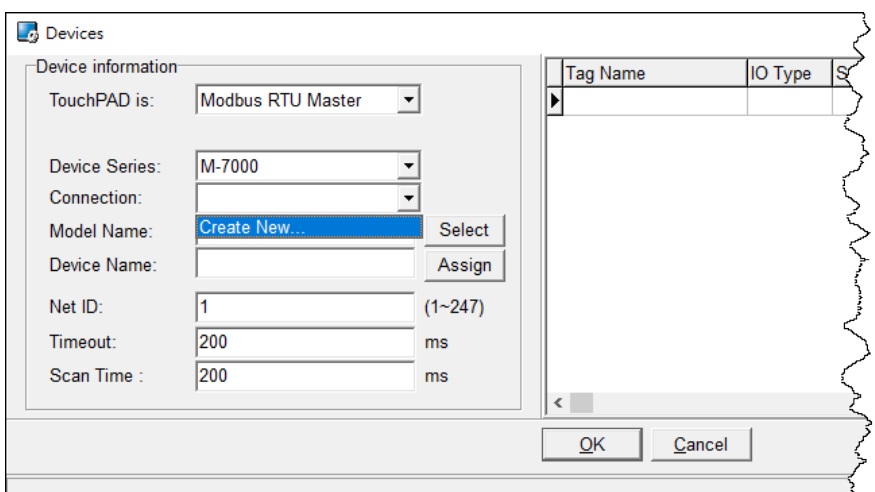 Devices
Device information
TouchPAD is: Modbus RTU Master
Device Series: M-7000
Connection:
Create New...
Model Name: Select
Device Name: Assign
Net ID: 1 (1~247)
Timeout: 200 ms
Scan Time : 200 ms
Tag Name IO Type
OK Cancel